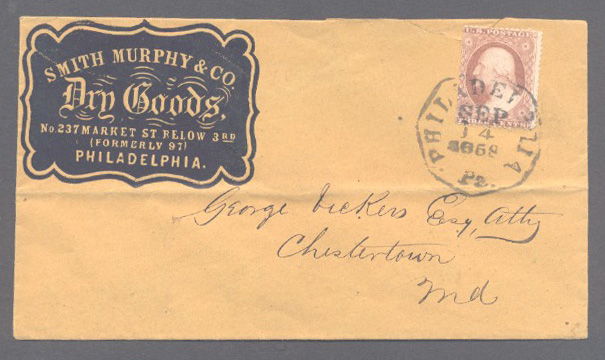 SMITH MURPHY & CO.
Dry Goods,
No. 237 MARKET ST BELOW 3RD
(FORMERLY 97)
PHILADELPHIA.
U.S. POSTAGE
PHILADELPHIA
SEP
14
1858
Pa.
George Vickers Esq, Atty
Chestertown
Md